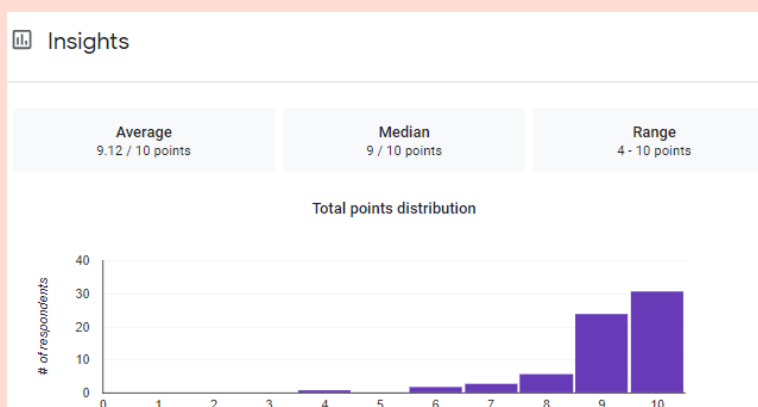 Insights
Average
9.12 / 10 points
Median
9 / 10 points
Range
4 - 10 points
Total points distribution
# of respondents
40
30
20
10
0
0 1 2 3 4 5 6 7 8 9 10